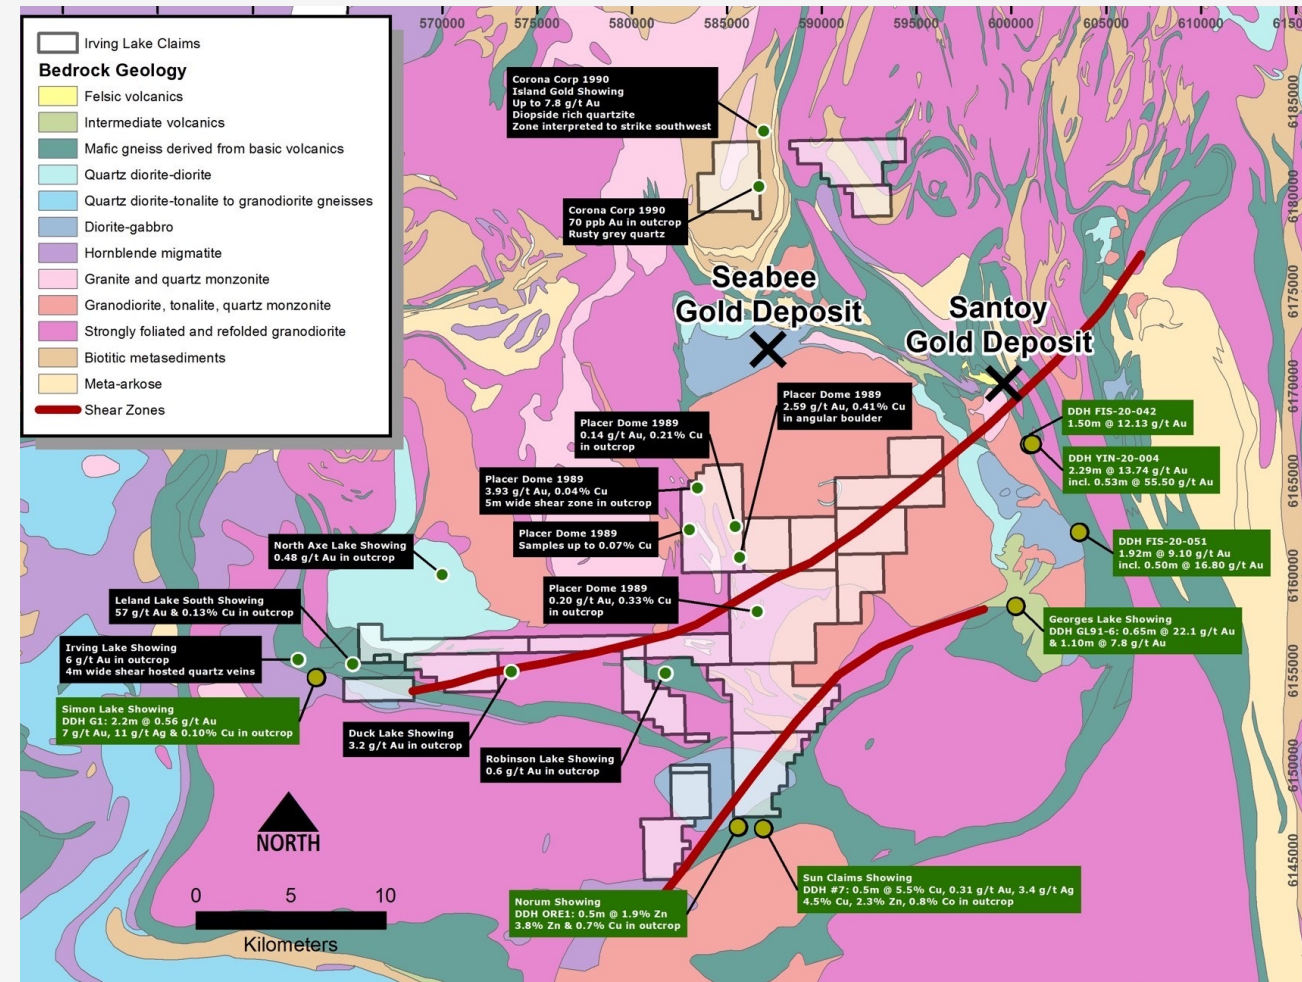 570000
575000
580000
585000
590000
595000
600000
605000
610000
6185000
6180000
6175000
6170000
6165000
6160000
6155000
6150000
6145000
Irving Lake Claims
Bedrock Geology
Felsic volcanics
Intermediate volcanics
Mafic gneiss derived from basic volcanics
Quartz diorite-diorite
Quartz diorite-tonalite to granodiorite gneisses
Diorite-gabbro
Hornblende migmatite
Granite and quartz monzonite
Granodiorite, tonalite, quartz monzonite
Strongly foliated and refolded granodiorite
Biotitic metasediments
Meta-arkose
Shear Zones
Corona Corp 1990
Island Gold Showing
Up to 7.8 g/t Au
Diopside rich quartzite
Zone interpreted to strike southwest
Corona Corp 1990
70 ppb Au in outcrop
Rusty grey quartz
Seabee
Gold Deposit
Santoy
Gold Deposit
Placer Dome 1989
2.59 g/t Au, 0.41% Cu
in angular boulder
Placer Dome 1989
0.14 g/t Au, 0.21% Cu
in outcrop
Placer Dome 1989
3.93 g/t Au, 0.04% Cu
5m wide shear zone in outcrop
Placer Dome 1989
Samples up to 0.07% Cu
Placer Dome 1989
0.20 g/t Au, 0.33% Cu
in outcrop
DDH FIS-20-042
1.50m @ 12.13 g/t Au
DDH YIN-20-004
2.29m @ 13.74 g/t Au
incl. 0.53m @ 55.50 g/t Au
DDH FIS-20-051
1.92m @ 9.10 g/t Au
incl. 0.50m @ 16.80 g/t Au
Georges Lake Showing
DDH GL91-6: 0.65m @ 22.1 g/t Au
& 1.10m @ 7.8 g/t Au
North Axe Lake Showing
0.48 g/t Au in outcrop
Leland Lake South Showing
57 g/t Au & 0.13% Cu in outcrop
Irving Lake Showing
6 g/t Au in outcrop
4m wide shear hosted quartz veins
Simon Lake Showing
DDH G1: 2.2m @ 0.56 g/t Au
7 g/t Au, 11 g/t Ag & 0.10% Cu in outcrop
Duck Lake Showing
3.2 g/t Au in outcrop
Robinson Lake Showing
0.6 g/t Au in outcrop
Norum Showing
DDH ORE1: 0.5m @ 1.9% Zn
3.8% Zn & 0.7% Cu in outcrop
Sun Claims Showing
DDH #7: 0.5m @ 5.5% Cu, 0.31 g/t Au, 3.4 g/t Ag
4.5% Cu, 2.3% Zn, 0.8% Co in outcrop
NORTH
0 5 10
Kilometers